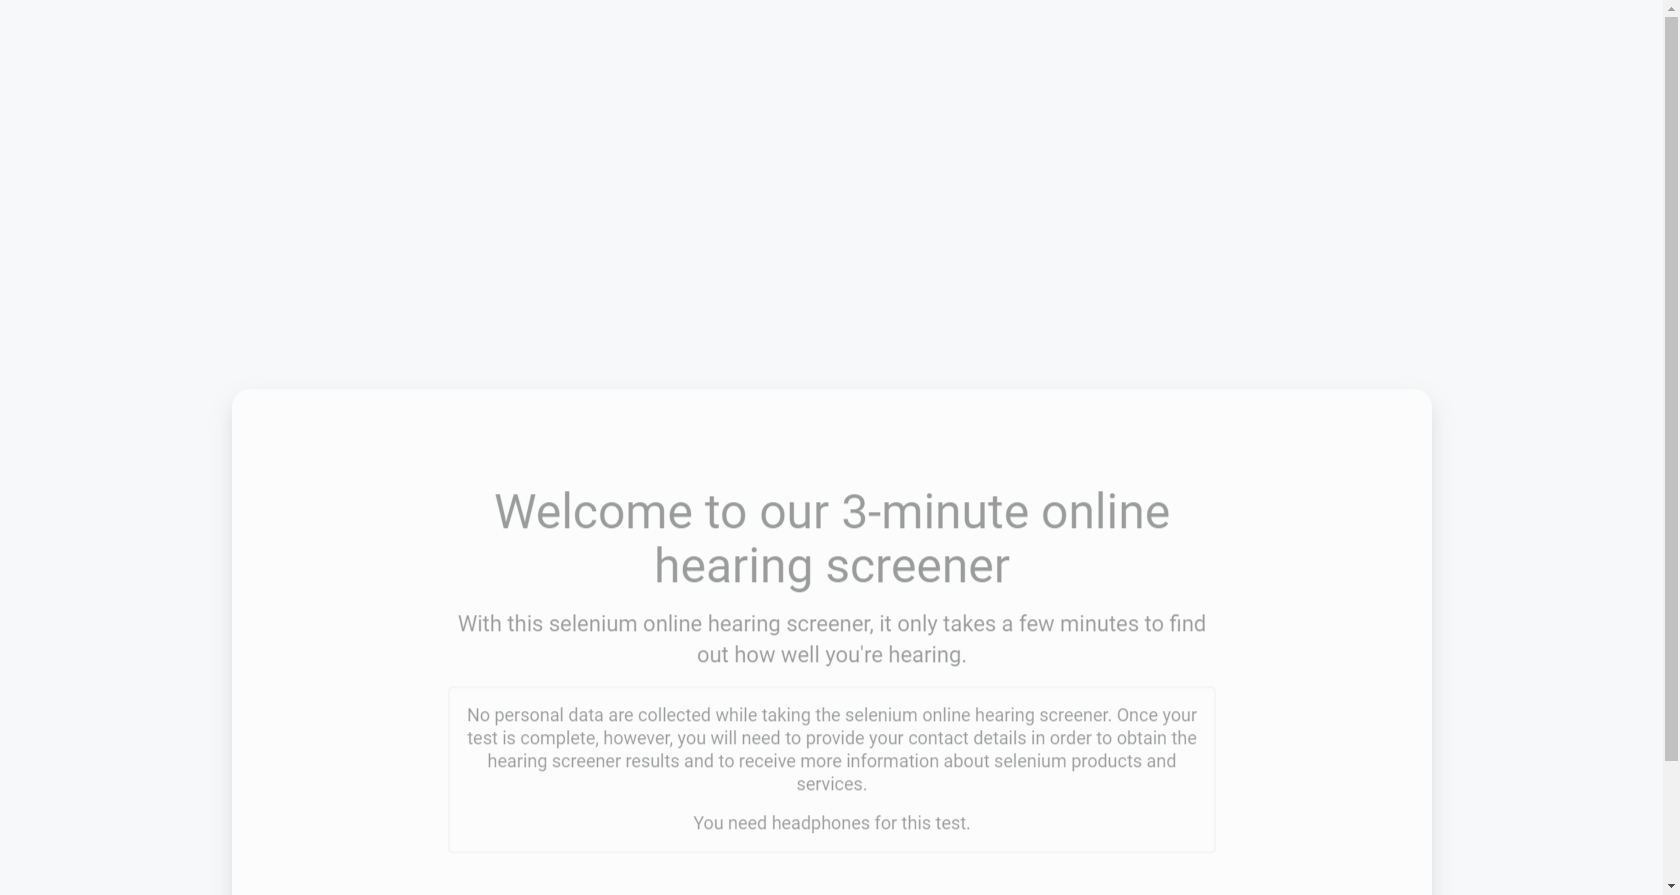 Welcome to our 3-minute online
hearing screener
With this selenium online hearing screener, it only takes a few minutes to find
out how well you're hearing.
No personal data are collected while taking the selenium online hearing screener. Once your
test is complete, however, you will need to provide your contact details in order to obtain the
hearing screener results and to receive more information about selenium products and
services.
You need headphones for this test.